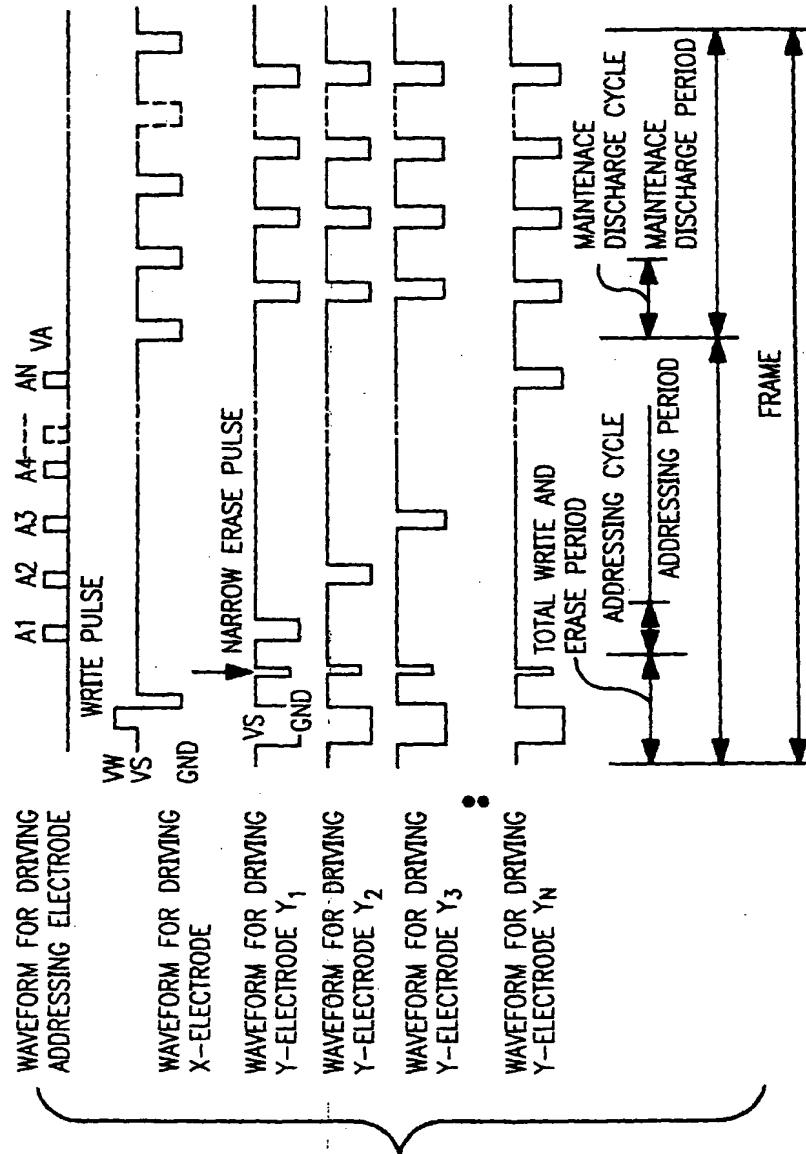 WAVEFORM FOR DRIVING
ADDRESSING ELECTRODE
A1 A2 A3 A4 AN VA
WRITE PULSE
WAVEFORM FOR DRIVING
X-ELECTRODE
VW
VS
GND
NARROW ERASE PULSE
WAVEFORM FOR DRIVING
Y-ELECTRODE Y1
VS
GND
WAVEFORM FOR DRIVING
Y-ELECTRODE Y2
WAVEFORM FOR DRIVING
Y-ELECTRODE Y3
WAVEFORM FOR DRIVING
Y-ELECTRODE YN
TOTAL WRITE AND
ERASE PERIOD
ADDRESSING CYCLE
ADDRESSING PERIOD
MAINTENACE
DISCHARGE CYCLE
MAINTENACE
DISCHARGE PERIOD
FRAME